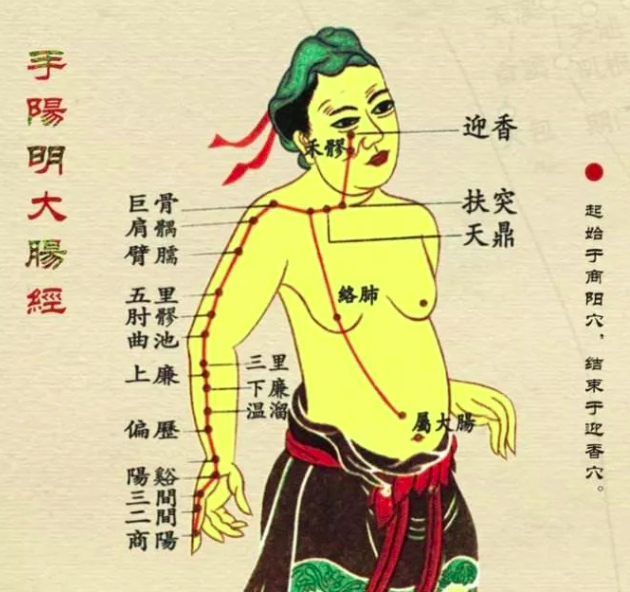 手陽明大腸經
迎香
禾髎
巨骨
扶突
肩髃
天鼎
臂臑
五里
絡肺
肘髎
曲池
三里
上廉
下廉
溫溜
偏歷
屬大腸
陽谿
三間
二間
商陽
起始于商阳穴,结束于迎香穴。